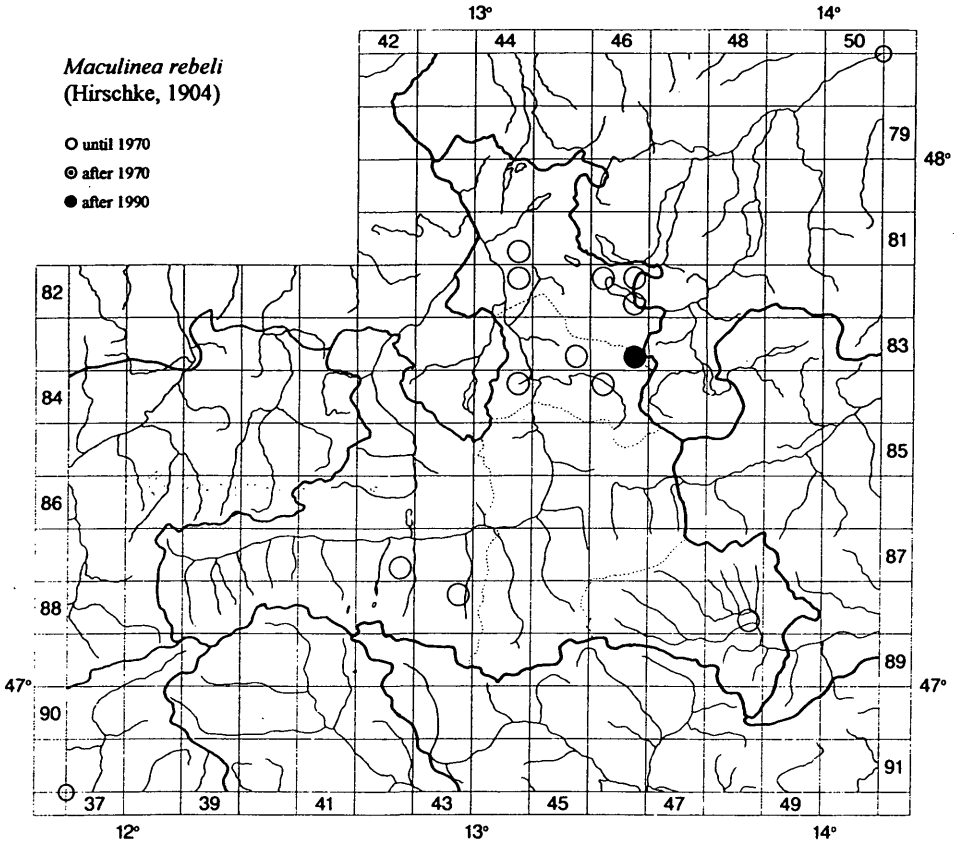 13° 14°
42 44 46 48 50
Maculinea rebeli
(Hirschke, 1904)
until 1970
after 1970
after 1990
79
48°
81
82
83
84
85
86
87
88
89
47° 47°
90
91
37 39 41 43 45 47 49
12° 13° 14°